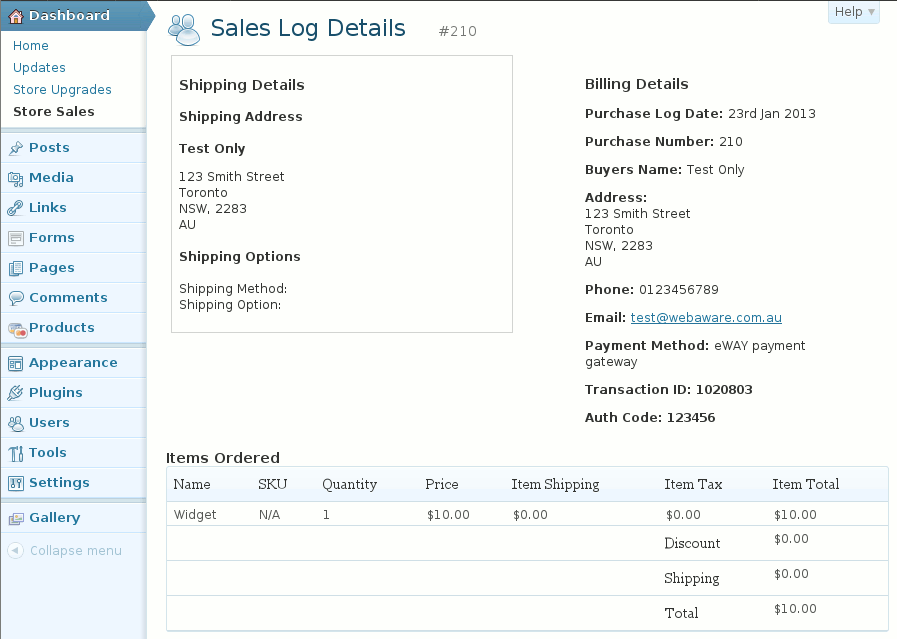 Dashboard
Home
Updates
Store Upgrades
Store Sales
Posts
Media
Links
Forms
Pages
Comments
Products
Appearance
Plugins
Users
Tools
Settings
Gallery
Collapse menu
Help
Sales Log Details #210
Shipping Details
Shipping Address
Test Only
123 Smith Street
Toronto
NSW, 2283
AU
Shipping Options
Shipping Method:
Shipping Option:
Billing Details
Purchase Log Date: 23rd Jan 2013
Purchase Number: 210
Buyers Name: Test Only
Address:
123 Smith Street
Toronto
NSW, 2283
AU
Phone: 0123456789
Email: test@webaware.com.au
Payment Method: eWAY payment
gateway
Transaction ID: 1020803
Auth Code: 123456
Items Ordered
Name SKU Quantity Price Item Shipping Item Tax Item Total
Widget N/A 1 $10.00 $0.00 $0.00 $10.00
Discount $0.00
Shipping $0.00
Total $10.00